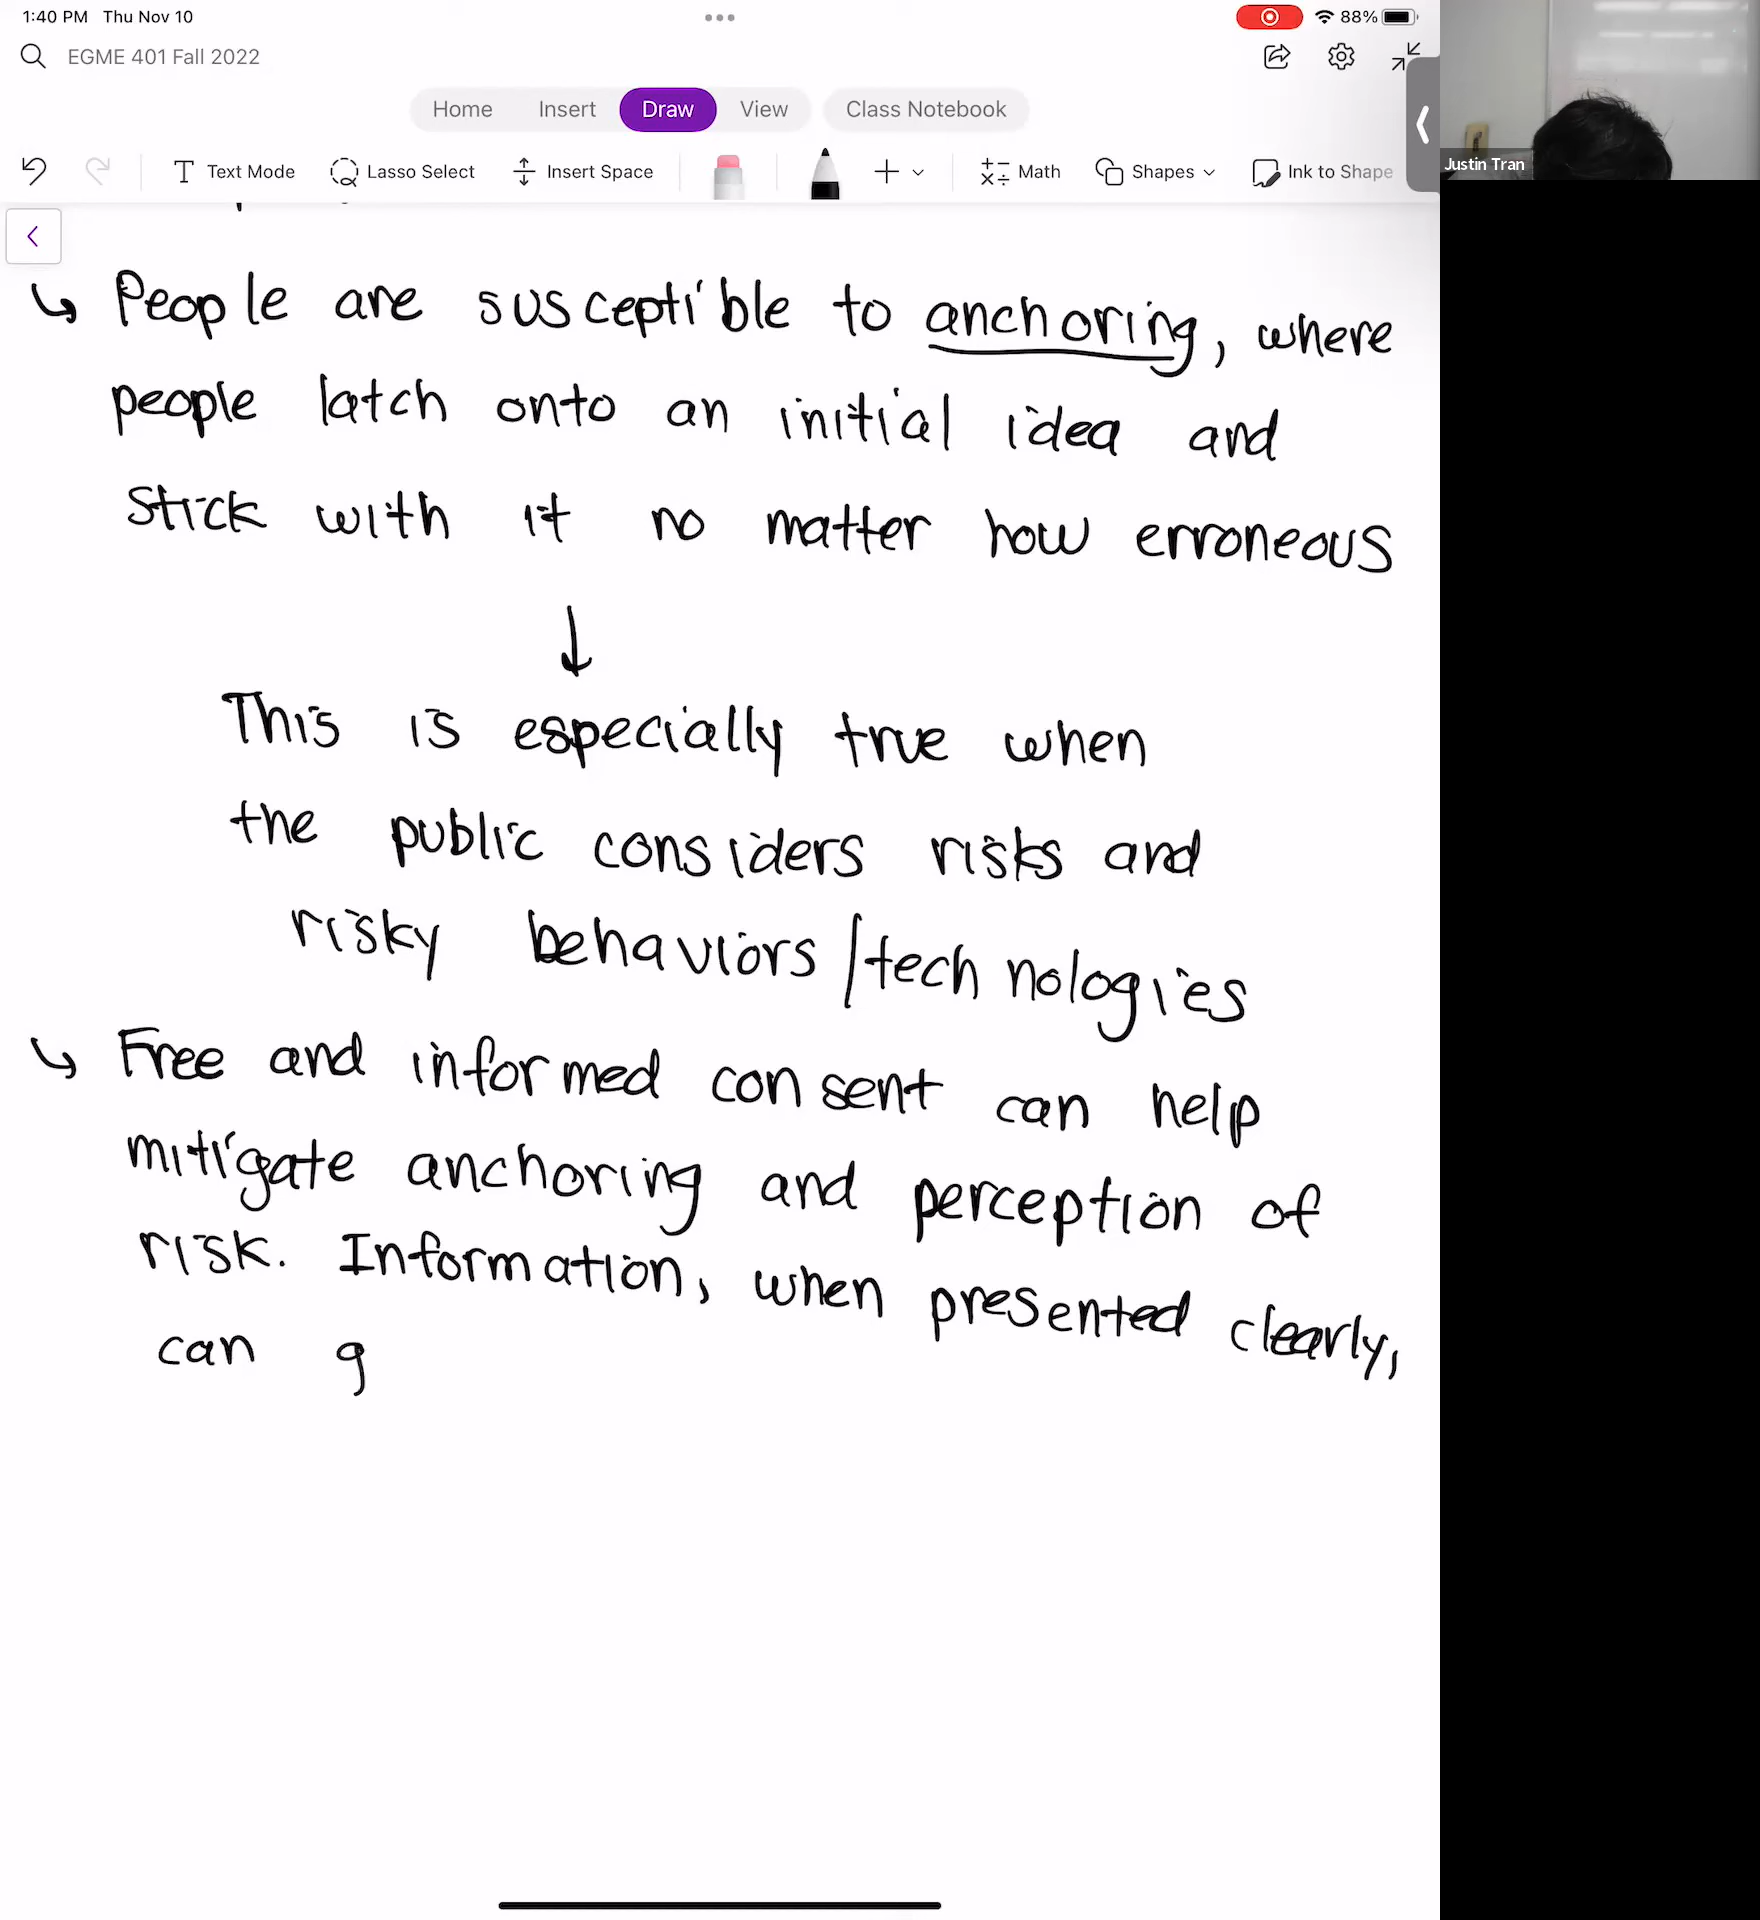 1:40 PM Thu Nov 10
88%
EGME 401 Fall 2022
Home Insert Draw View Class Notebook
Text Mode Lasso Select Insert Space Math Shapes Ink to Shape
Justin Tran
People are susceptible to anchoring, where
people latch onto an initial idea and
stick with it no matter how erroneous
This is especially true when
the public considers risks and
risky behaviors/technologies
Free and informed consent can help
mitigate anchoring and perception of
risk. Information, when presented clearly,
can g